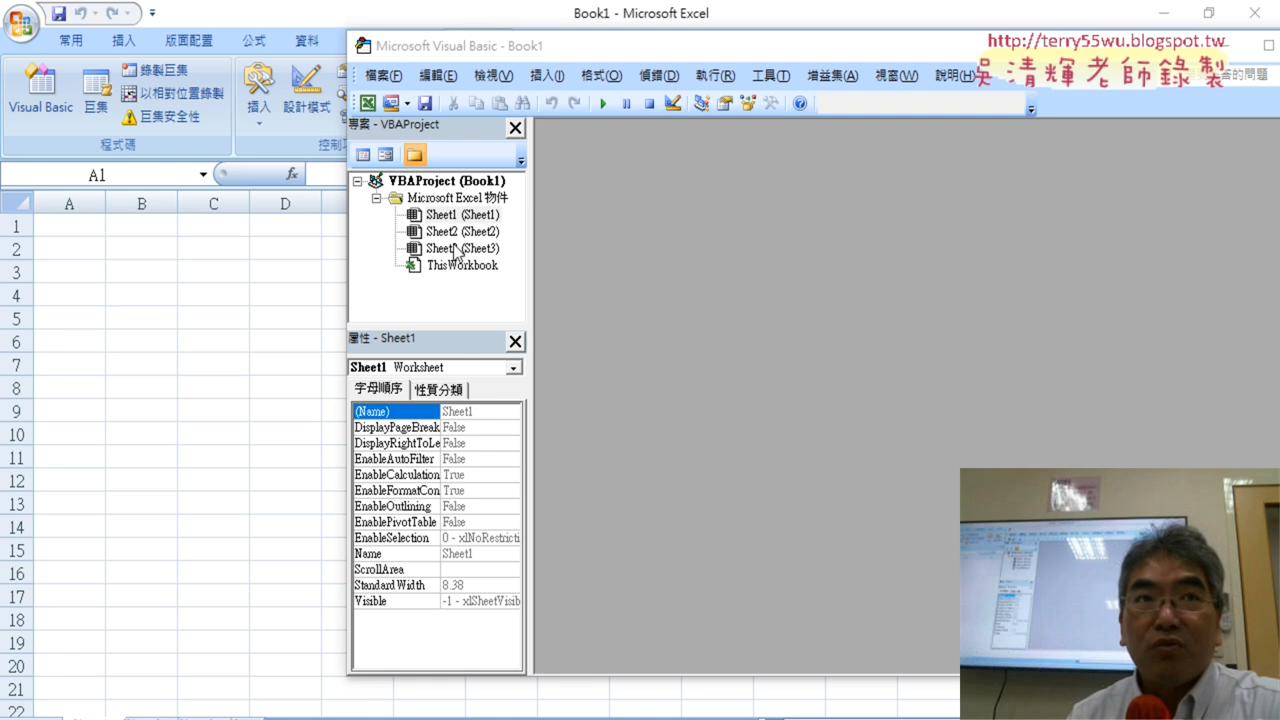 Book1 - Microsoft Excel
常用
插入
版面配置
公式
資料
Visual Basic
巨集
錄製巨集
以相對位置錄製
巨集安全性
程式碼
插入
設計模式
A1
fx
A
B
C
D
1
2
3
4
5
6
7
8
9
10
11
12
13
14
15
16
17
18
19
20
21
22
Microsoft Visual Basic - Book1
http://terry55wu.blogspot.tw
吳清輝老師錄製
檔案(F)
編輯(E)
檢視(V)
插入(I)
格式(O)
偵錯(D)
執行(R)
工具(T)
增益集(A)
視窗(W)
說明(H)
專案 - VBAProject
VBAProject (Book1)
Microsoft Excel 物件
Sheet1 (Sheet1)
Sheet2 (Sheet2)
Sheet (Sheet3)
ThisWorkbook
屬性 - Sheet1
Sheet1 Worksheet
字母順序
性質分類
(Name) Sheet1
DisplayPageBreak False
DisplayRightToLe False
EnableAutoFilter False
EnableCalculation True
EnableFormatCon True
EnableOutlining False
EnablePivotTable False
EnableSelection 0 - xlNoRestricti
Name Sheet1
ScrollArea
StandardWidth 8.38
Visible -1 - xlSheetVisib